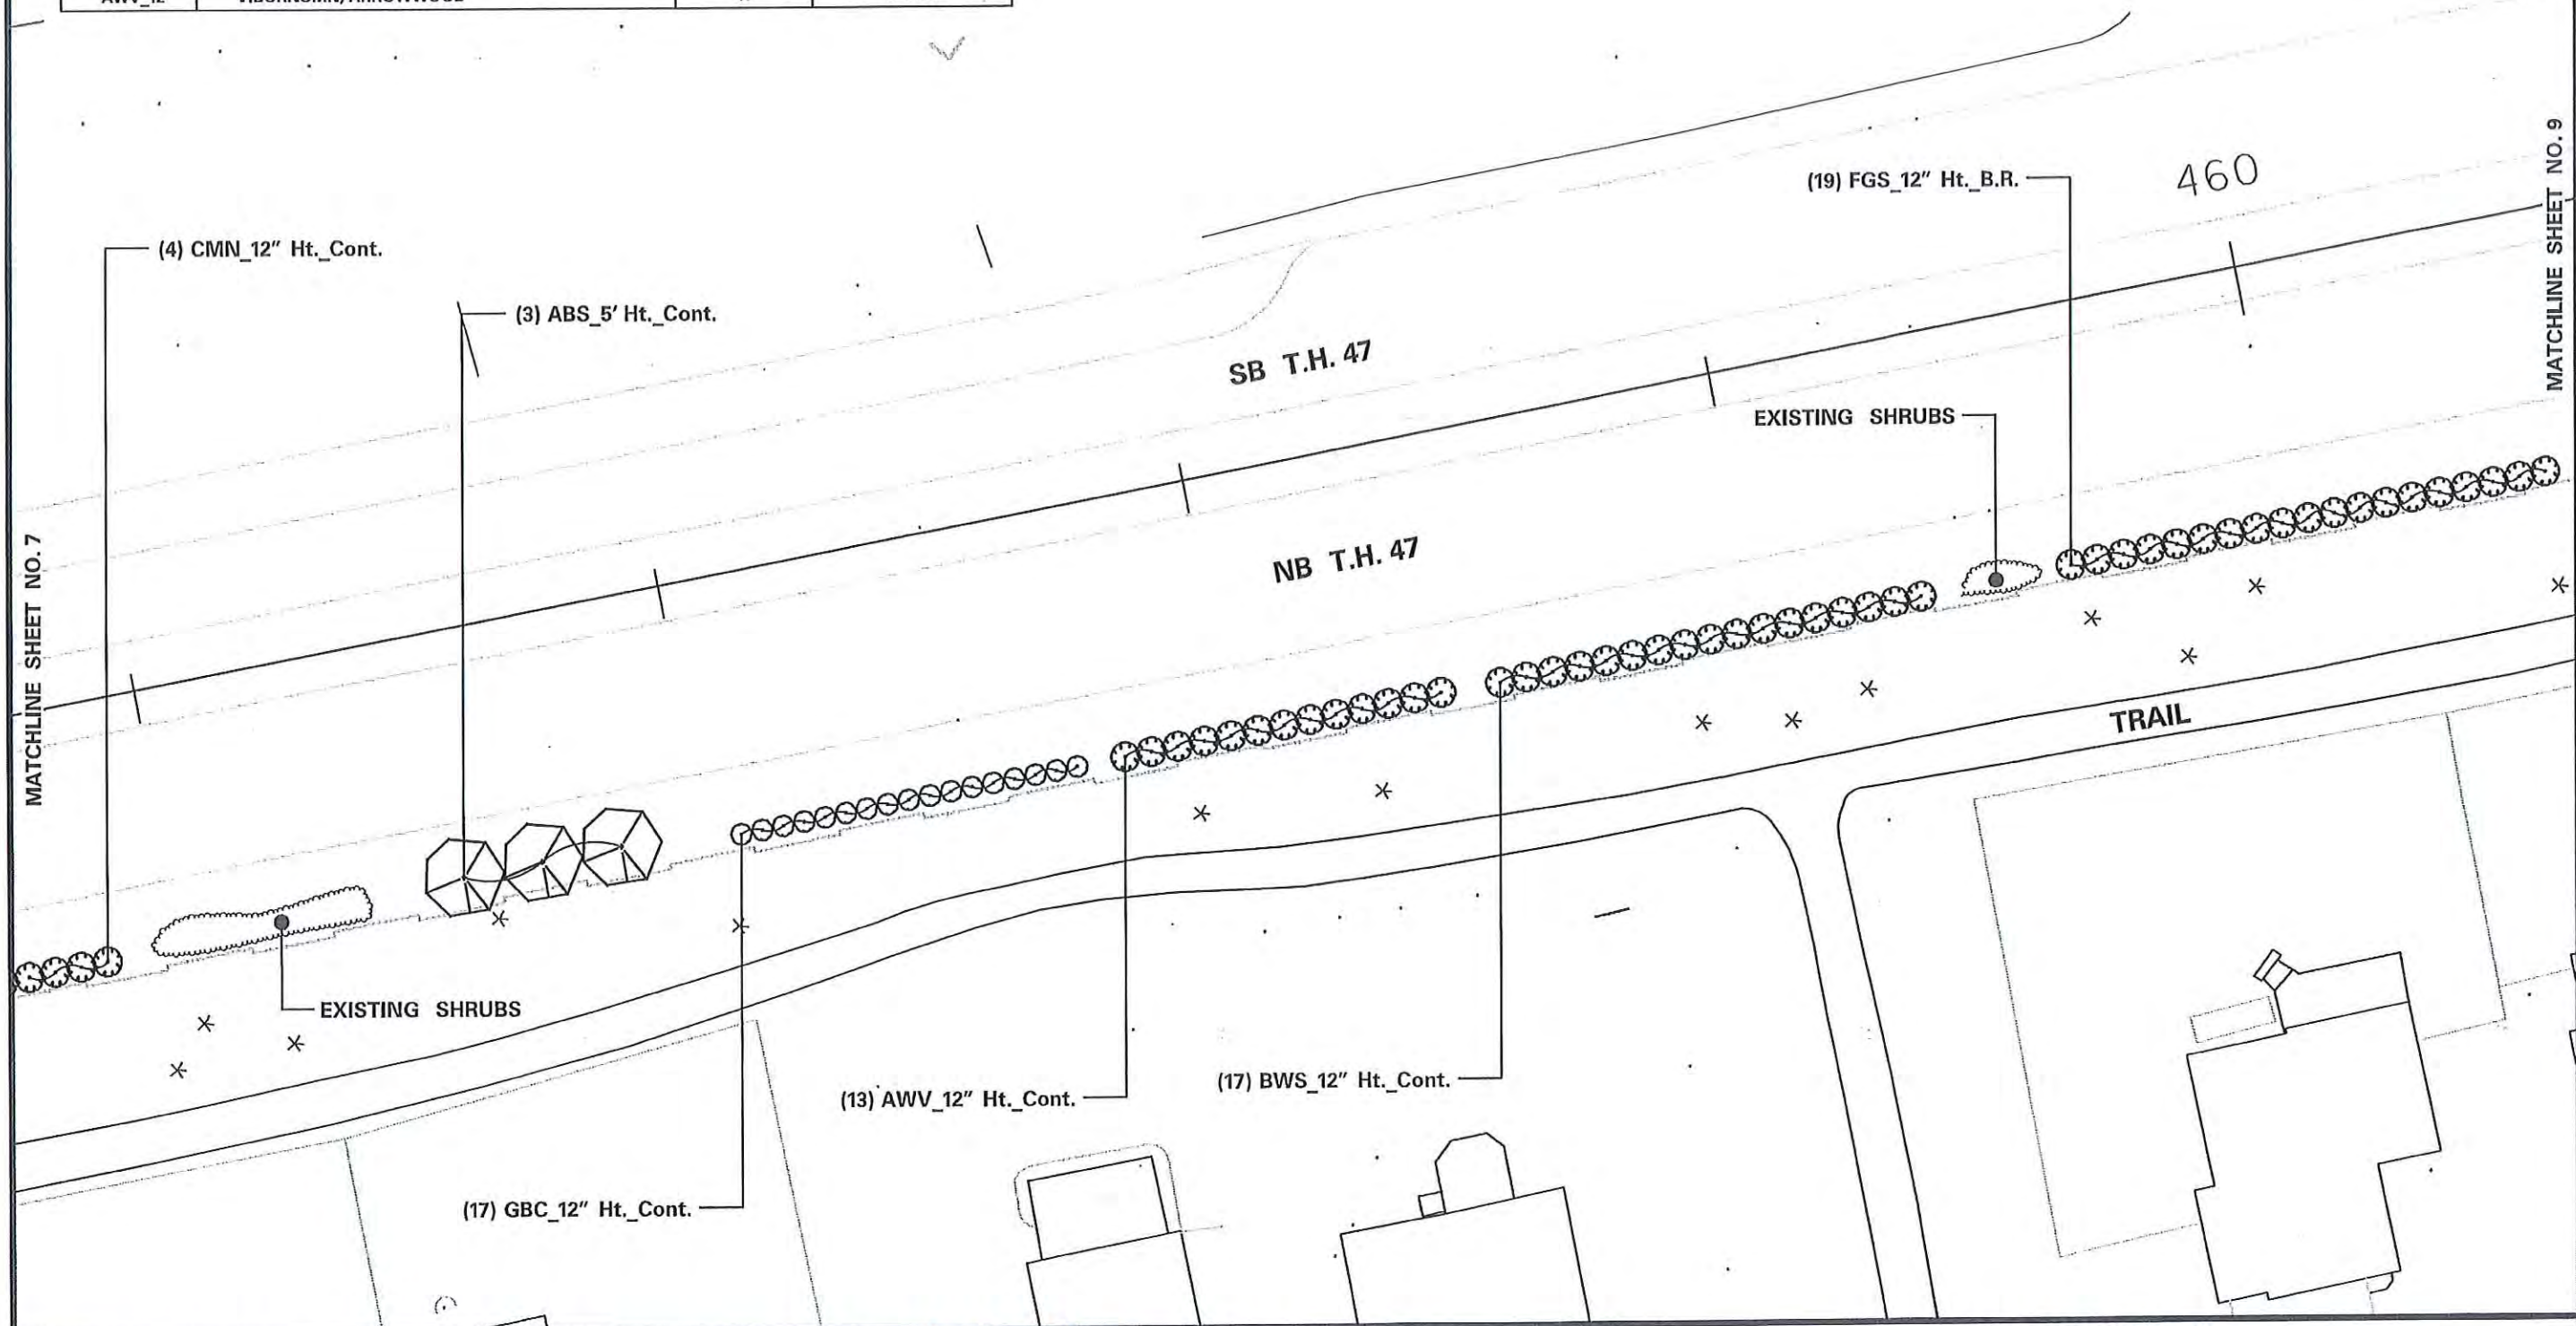 (19) FGS_12" Ht._B.R.
460
MATCHLINE SHEET NO. 9
(4) CMN_12" Ht._Cont.
(3) ABS_5' Ht._Cont.
SB T.H. 47
EXISTING SHRUBS
NB T.H. 47
MATCHLINE SHEET NO. 7
TRAIL
EXISTING SHRUBS
(17) BWS_12" Ht._Cont.
(13) AWV_12" Ht._Cont.
(17) GBC_12" Ht._Cont.